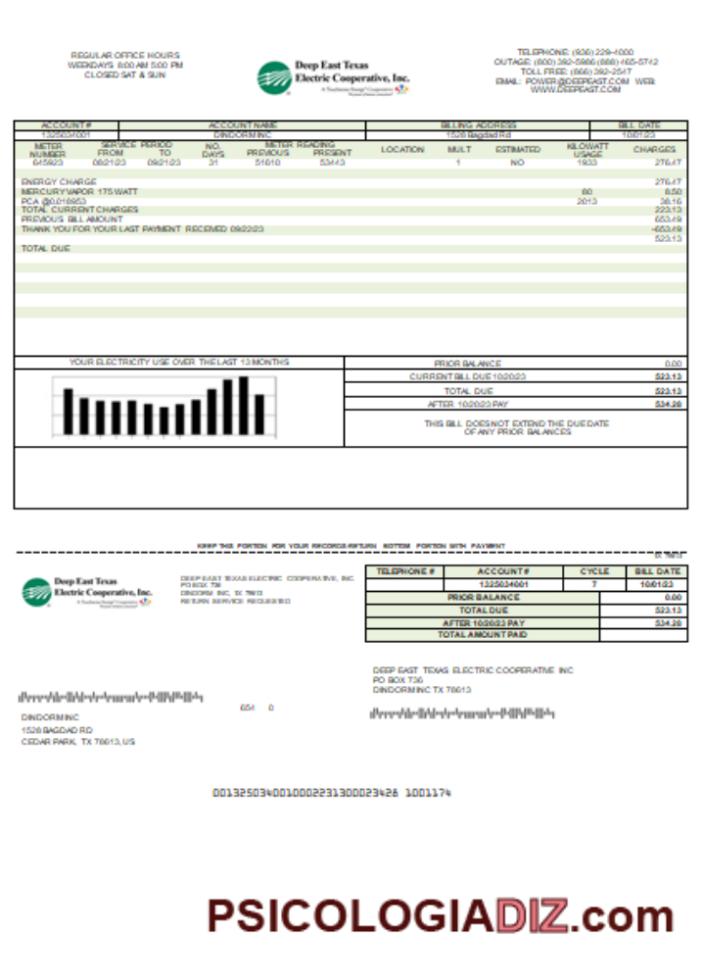 REGULAR OFFICE HOURS
WEEKDAYS 8:00 AM 5:00 PM
CLOSED SAT & SUN
Deep East Texas
Electric Cooperative, Inc.
TELEPHONE: (936) 229-4000
OUTAGE: (800) 392-5986 (888) 465-5742
TOLL FREE: (866) 392-2547
EMAIL: POWER@DEEPEAST.COM WEB:
WWW.DEEPEAST.COM
ACCOUNT # ACCOUNT NAME BILLING ADDRESS BILL DATE
1325034001 DINDORM INC 1528 Bagdad Rd 10/01/23
METER NUMBER SERVICE PERIOD FROM TO NO. DAYS METER READING PREVIOUS PRESENT LOCATION MULT ESTIMATED KILOWATT USAGE CHARGES
645923 08/21/23 09/21/23 31 51610 53443 1 NO 1933 276.47
ENERGY CHARGE 276.47
MERCURY VAPOR 175 WATT 80 8.50
PCA @0.018953 2013 38.16
TOTAL CURRENT CHARGES 223.13
PREVIOUS BILL AMOUNT 653.49
THANK YOU FOR YOUR LAST PAYMENT RECEIVED 09/22/23 -653.49
523.13
TOTAL DUE
YOUR ELECTRICITY USE OVER THE LAST 13 MONTHS
PRIOR BALANCE 0.00
CURRENT BILL DUE 10/20/23 523.13
TOTAL DUE 523.13
AFTER 10/20/23 PAY 534.28
THIS BILL DOES NOT EXTEND THE DUE DATE
OF ANY PRIOR BALANCES
KEEP THIS PORTION FOR YOUR RECORDS-RETURN BOTTOM PORTION WITH PAYMENT
TX 78613
Deep East Texas
Electric Cooperative, Inc.
DEEP EAST TEXAS ELECTRIC COOPERATIVE, INC
PO BOX 736
DINDORM INC, TX 78613
RETURN SERVICE REQUESTED
TELEPHONE # ACCOUNT # CYCLE BILL DATE
1325034001 7 10/01/23
PRIOR BALANCE 0.00
TOTAL DUE 523.13
AFTER 10/20/23 PAY 534.28
TOTAL AMOUNT PAID
DEEP EAST TEXAS ELECTRIC COOPERATIVE INC
PO BOX 736
DINDORM INC TX 78613
654 0
DINDORM INC
1528 BAGDAD RD
CEDAR PARK, TX 78613, US
0013250340010002231300023428 1001174
PSICOLOGIADIZ.com